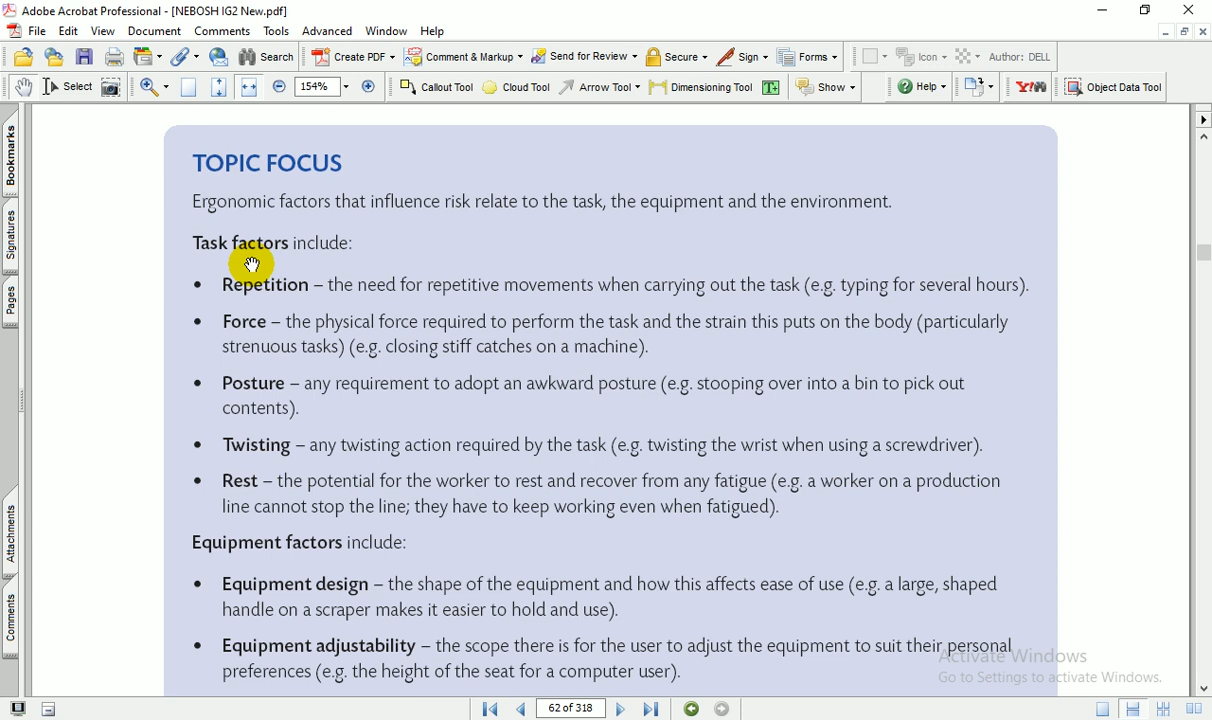 Adobe Acrobat Professional - [NEBOSH IG2 New.pdf]
File Edit View Document Comments Tools Advanced Window Help
Search Create PDF Comment & Markup Send for Review Secure Sign Forms Icon Author: DELL
Select 154% Callout Tool Cloud Tool Arrow Tool Dimensioning Tool Show Help Y! Object Data Tool
Bookmarks
Signatures
Pages
Attachments
Comments
TOPIC FOCUS
Ergonomic factors that influence risk relate to the task, the equipment and the environment.
Task factors include:
• Repetition – the need for repetitive movements when carrying out the task (e.g. typing for several hours).
• Force – the physical force required to perform the task and the strain this puts on the body (particularly
strenuous tasks) (e.g. closing stiff catches on a machine).
• Posture – any requirement to adopt an awkward posture (e.g. stooping over into a bin to pick out
contents).
• Twisting – any twisting action required by the task (e.g. twisting the wrist when using a screwdriver).
• Rest – the potential for the worker to rest and recover from any fatigue (e.g. a worker on a production
line cannot stop the line; they have to keep working even when fatigued).
Equipment factors include:
• Equipment design – the shape of the equipment and how this affects ease of use (e.g. a large, shaped
handle on a scraper makes it easier to hold and use).
• Equipment adjustability – the scope there is for the user to adjust the equipment to suit their personal
preferences (e.g. the height of the seat for a computer user).
Activate Windows
Go to Settings to activate Windows.
62 of 318